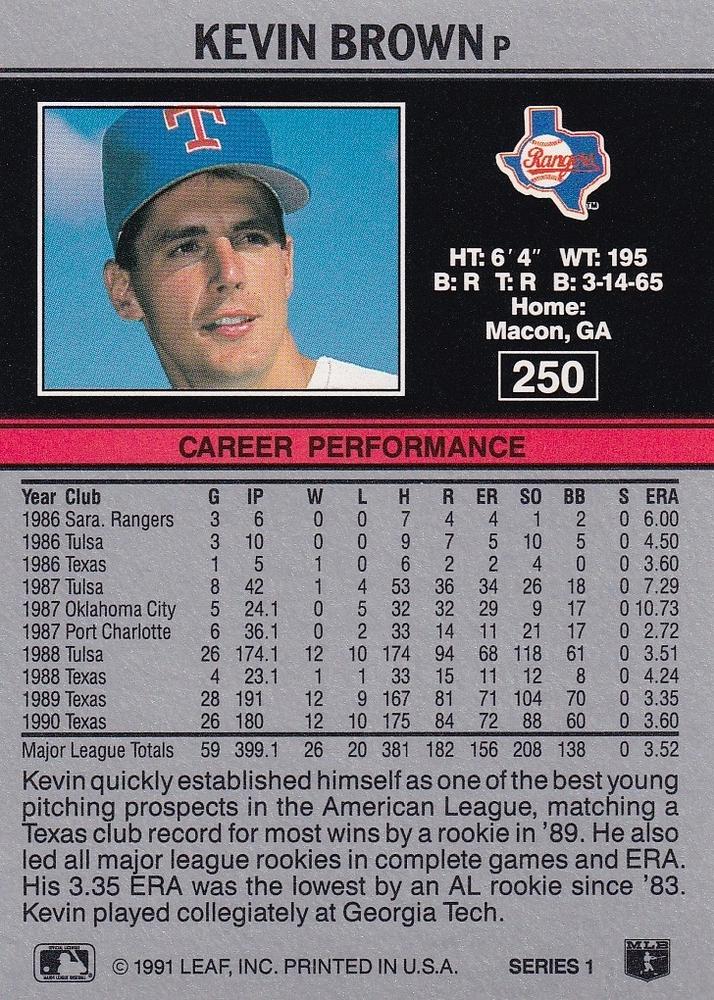 KEVIN BROWN P
T
Rangers
TM
HT: 6' 4" WT: 195
B: R T: R B: 3-14-65
Home:
Macon, GA
250
CAREER PERFORMANCE
Year Club G IP W L H R ER SO BB S ERA
1986 Sara. Rangers 3 6 0 0 7 4 4 1 2 0 6.00
1986 Tulsa 3 10 0 0 9 7 5 10 5 0 4.50
1986 Texas 1 5 1 0 6 2 2 4 0 0 3.60
1987 Tulsa 8 42 1 4 53 36 34 26 18 0 7.29
1987 Oklahoma City 5 24.1 0 5 32 32 29 9 17 0 10.73
1987 Port Charlotte 6 36.1 0 2 33 14 11 21 17 0 2.72
1988 Tulsa 26 174.1 12 10 174 94 68 118 61 0 3.51
1988 Texas 4 23.1 1 1 33 15 11 12 8 0 4.24
1989 Texas 28 191 12 9 167 81 71 104 70 0 3.35
1990 Texas 26 180 12 10 175 84 72 88 60 0 3.60
Major League Totals 59 399.1 26 20 381 182 156 208 138 0 3.52
Kevin quickly established himself as one of the best young
pitching prospects in the American League, matching a
Texas club record for most wins by a rookie in '89. He also
led all major league rookies in complete games and ERA.
His 3.35 ERA was the lowest by an AL rookie since '83.
Kevin played collegiately at Georgia Tech.
OFFICIAL LICENSEE
MAJOR LEAGUE BASEBALL
© 1991 LEAF, INC. PRINTED IN U.S.A. SERIES 1
MLB